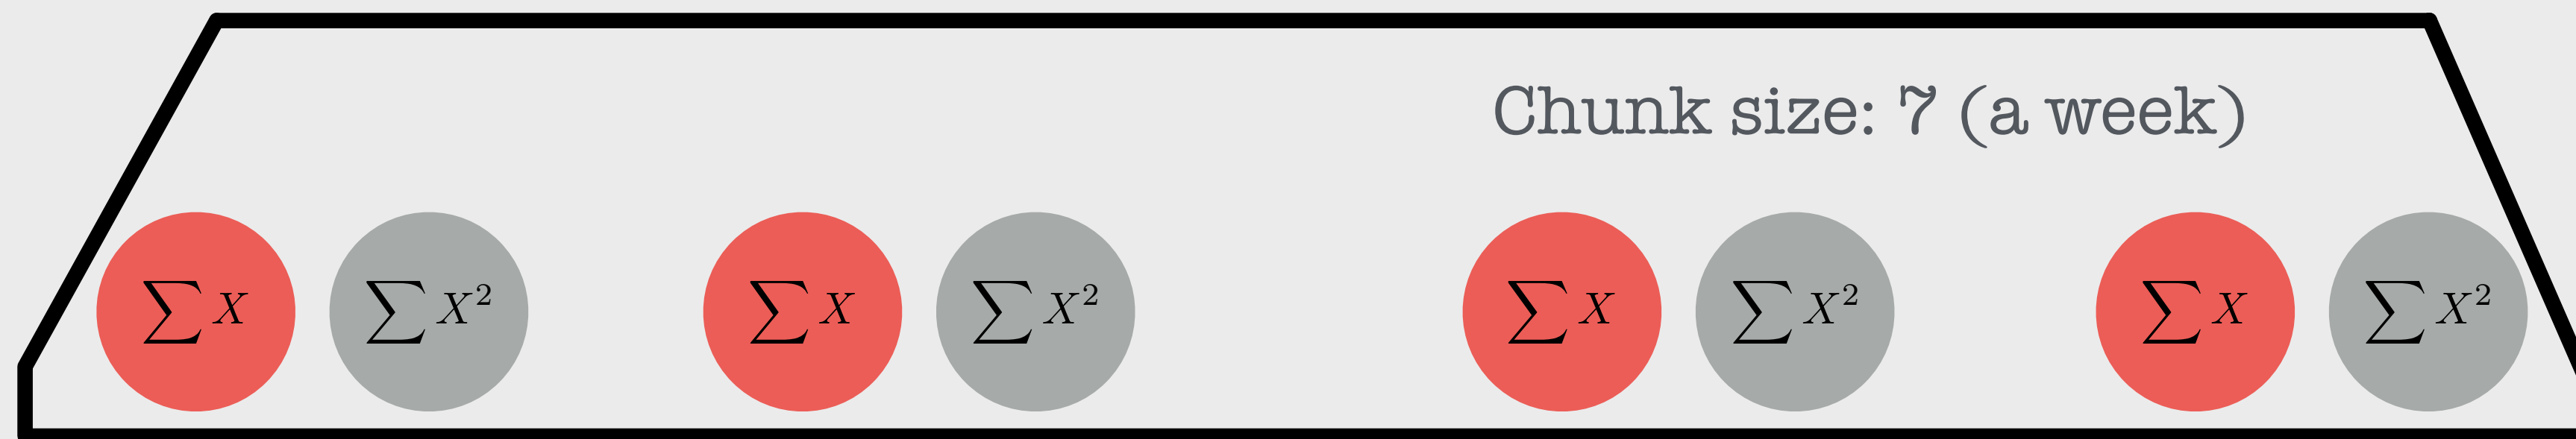 Chunk size: 7 (a week)
∑X ∑X² ∑X ∑X² ∑X ∑X² ∑X ∑X²